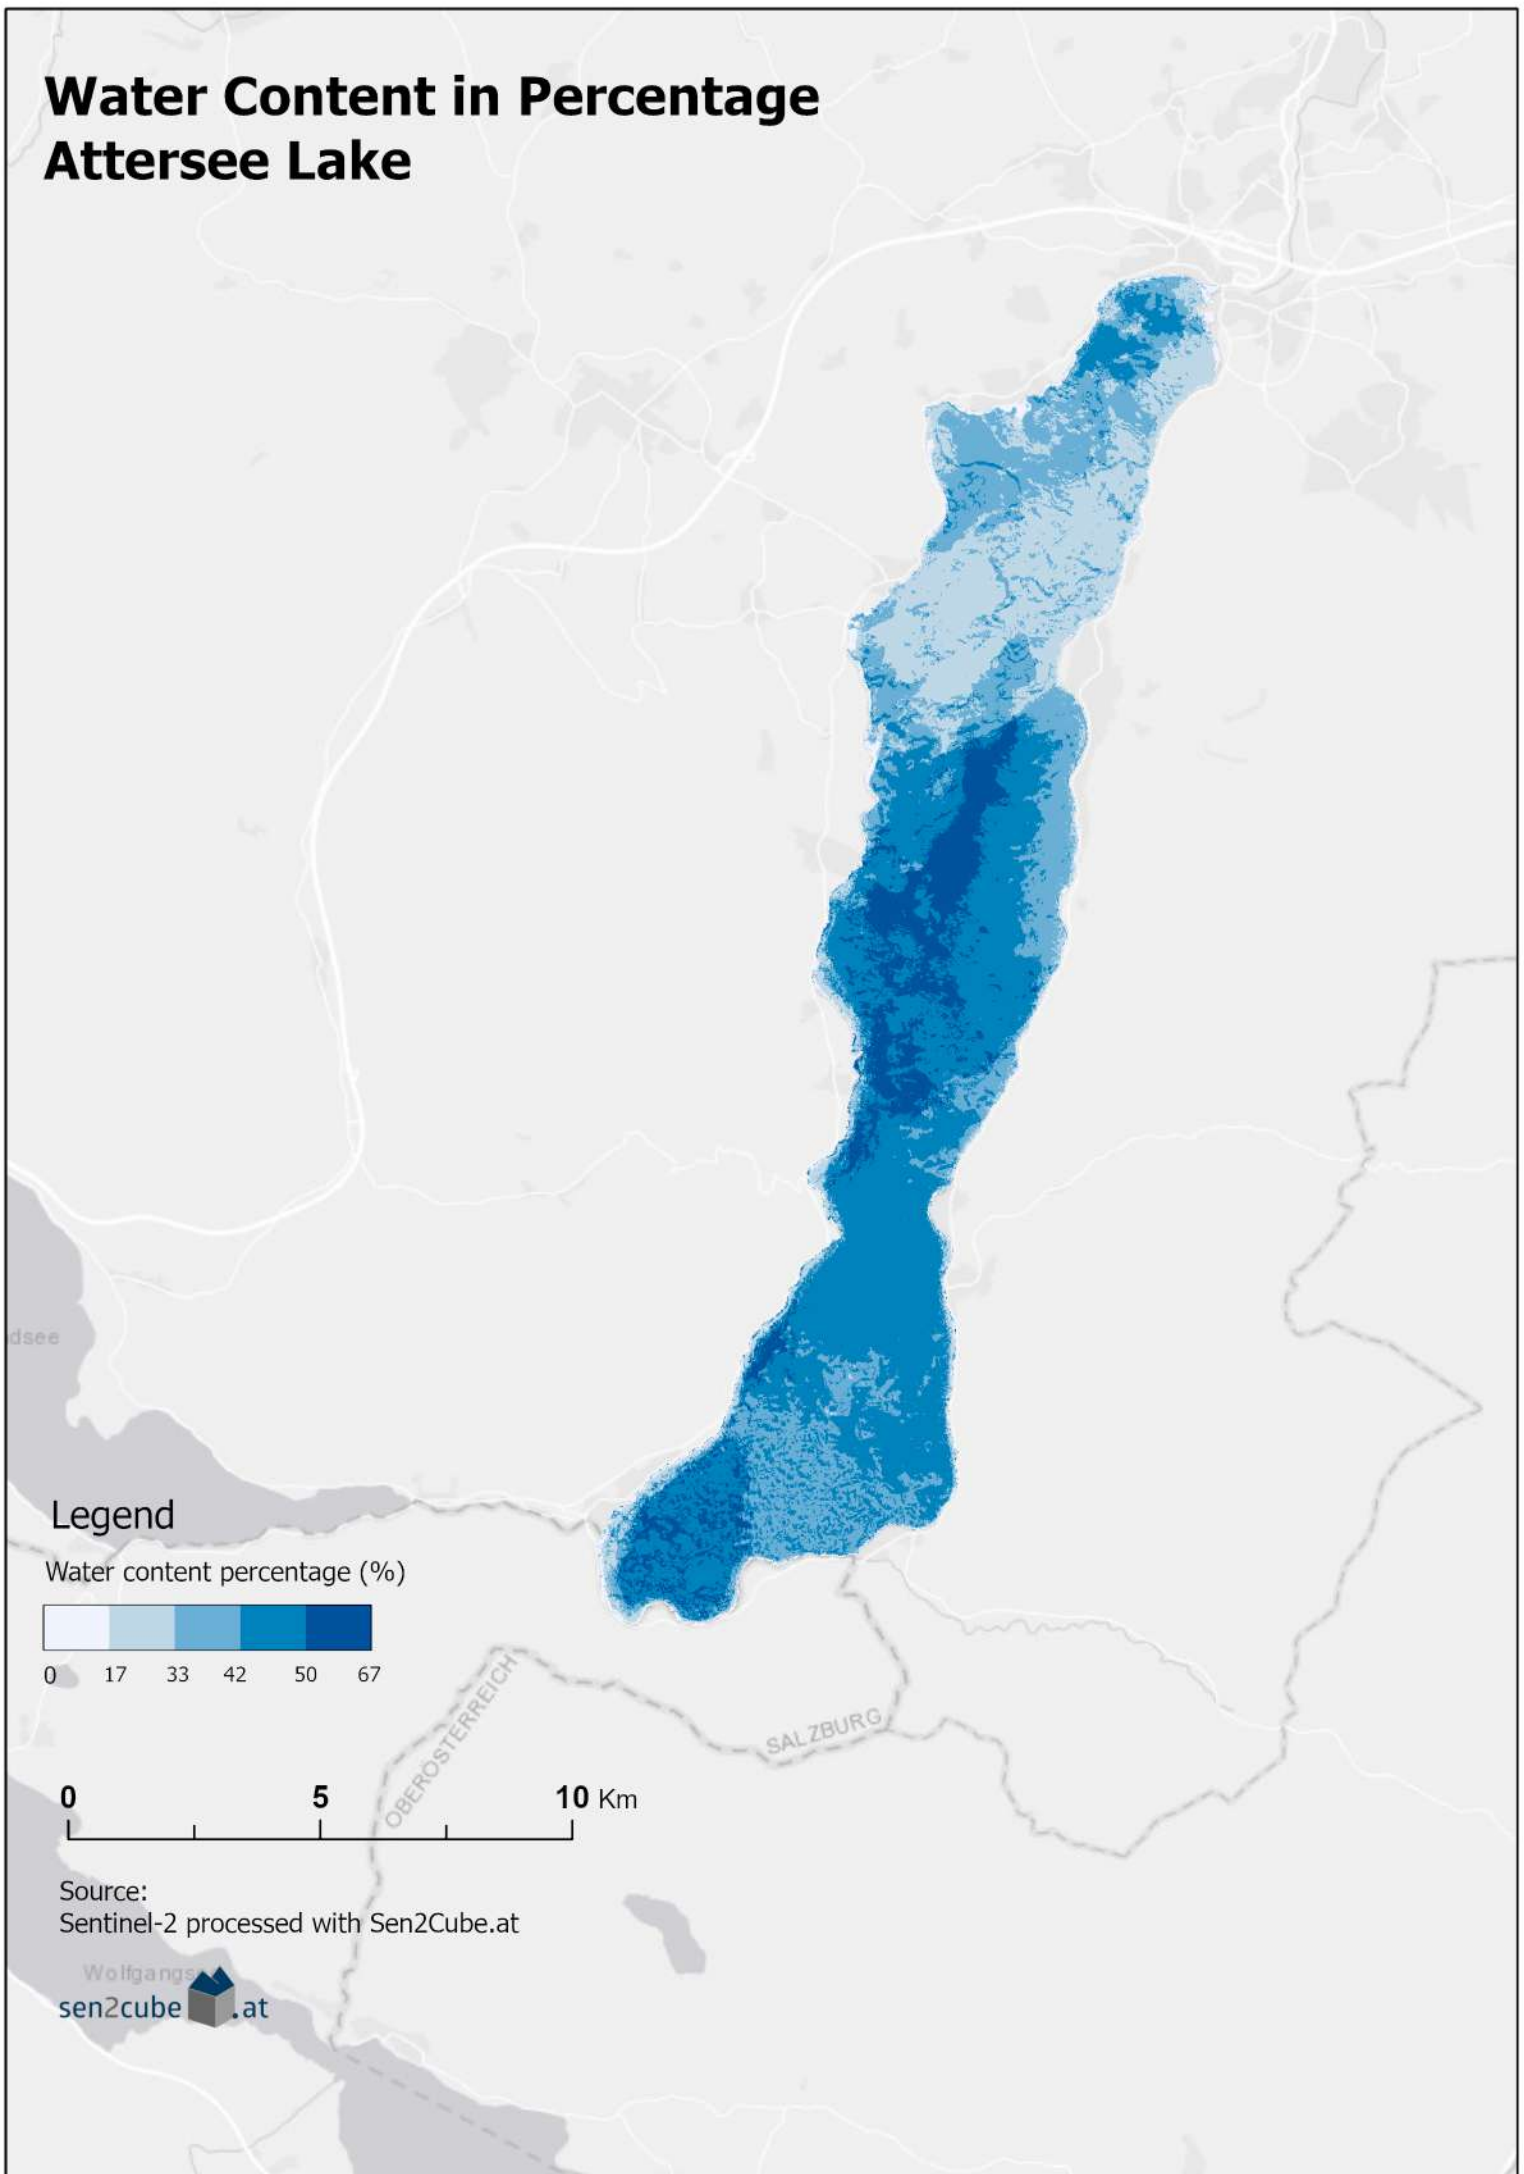 Water Content in Percentage
Attersee Lake
dsee
Legend
Water content percentage (%)
0 17 33 42 50 67
OBERÖSTERREICH
SALZBURG
0 5 10 Km
Source:
Sentinel-2 processed with Sen2Cube.at
Wolfgangs
sen2cube.at